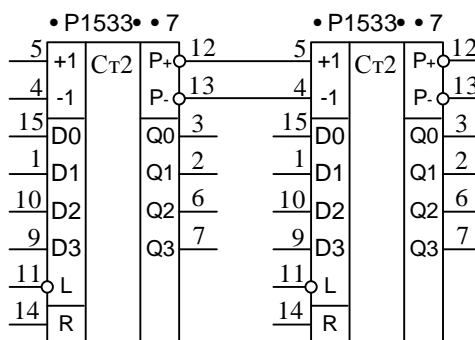 • P1533• • 7 • P1533• • 7
5 +1 Ст2 P+ 12 5 +1 Ст2 P+ 12
4 -1 P- 13 4 -1 P- 13
15 D0 Q0 3 15 D0 Q0 3
1 D1 Q1 2 1 D1 Q1 2
10 D2 Q2 6 10 D2 Q2 6
9 D3 Q3 7 9 D3 Q3 7
11 L 11 L
14 R 14 R